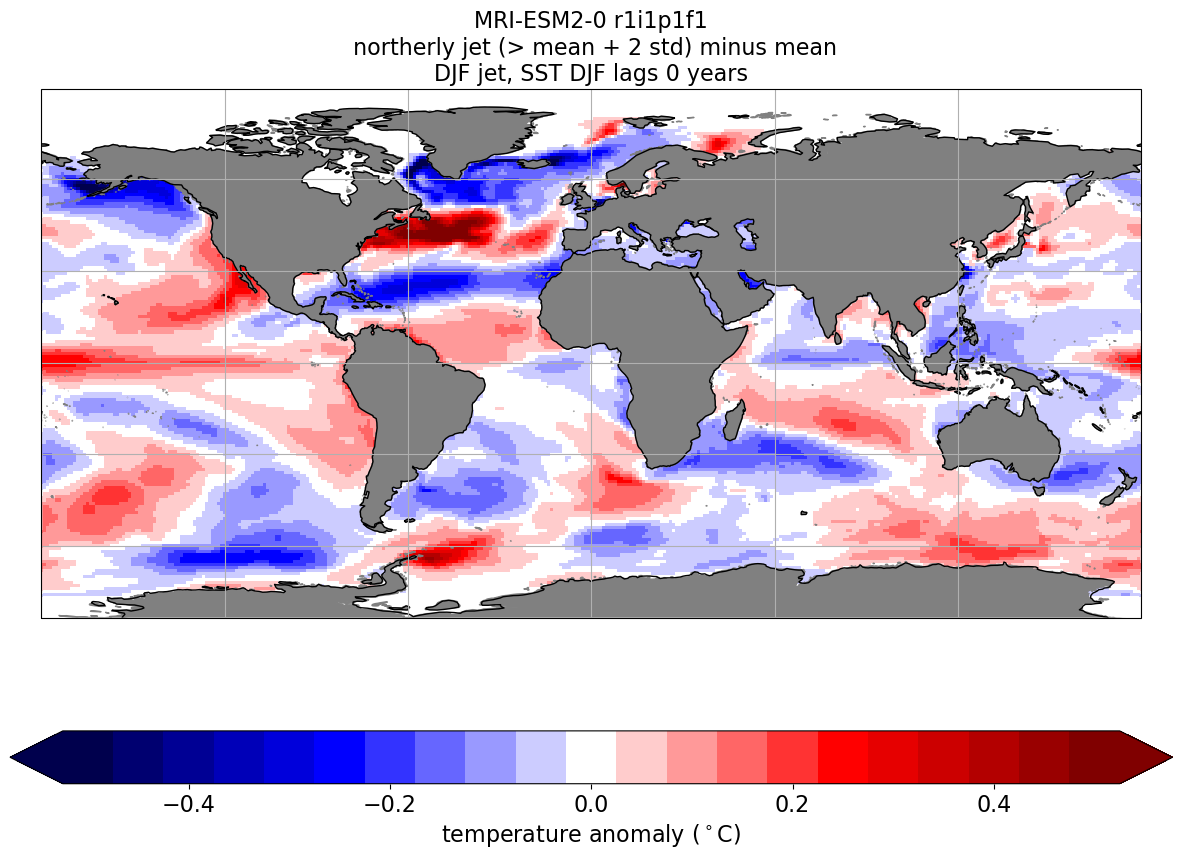 MRI-ESM2-0 r1i1p1f1
northerly jet (> mean + 2 std) minus mean
DJF jet, SST DJF lags 0 years
−0.4 −0.2 0.0 0.2 0.4
temperature anomaly (°C)